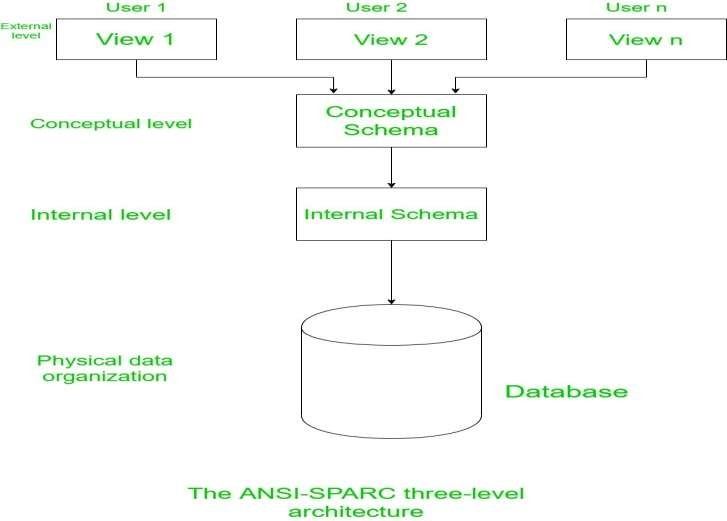 User 1
User 2
User n
External
level
View 1
View 2
View n
Conceptual level
Conceptual
Schema
Internal level
Internal Schema
Physical data
organization
Database
The ANSI-SPARC three-level
architecture